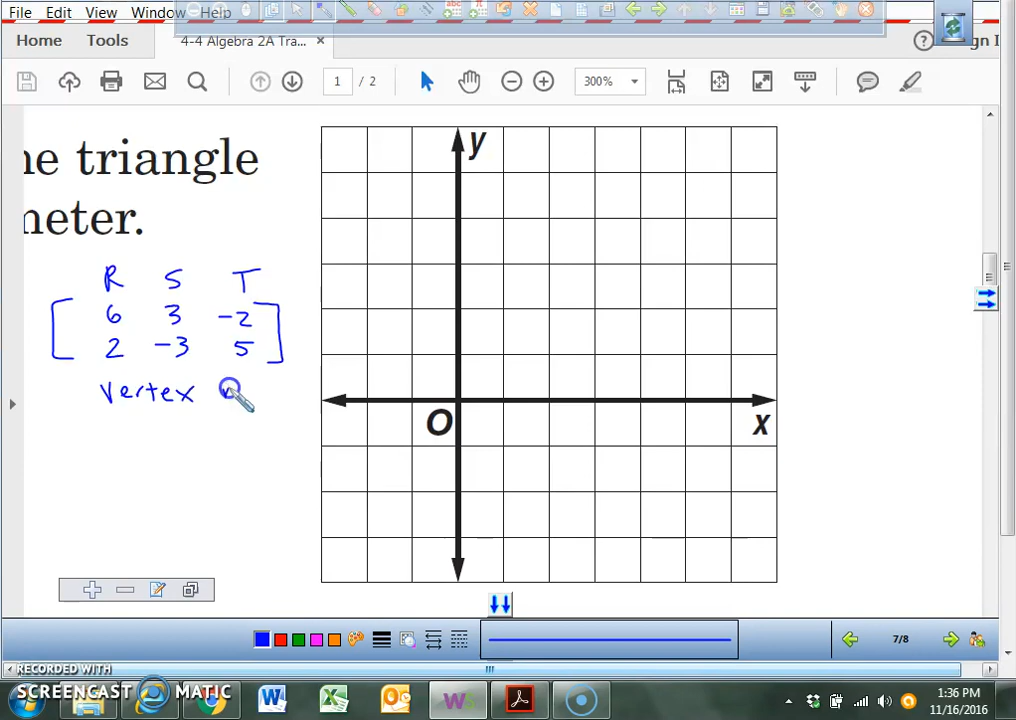 File Edit View Window Help
Home Tools 4-4 Algebra 2A Tra... × ?
1 / 2 300%
he triangle
meter.
R S T
6 3 -2
2 -3 5
Vertex
y
O
x
7/8
RECORDED WITH
SCREENCAST MATIC
1:36 PM
11/16/2016